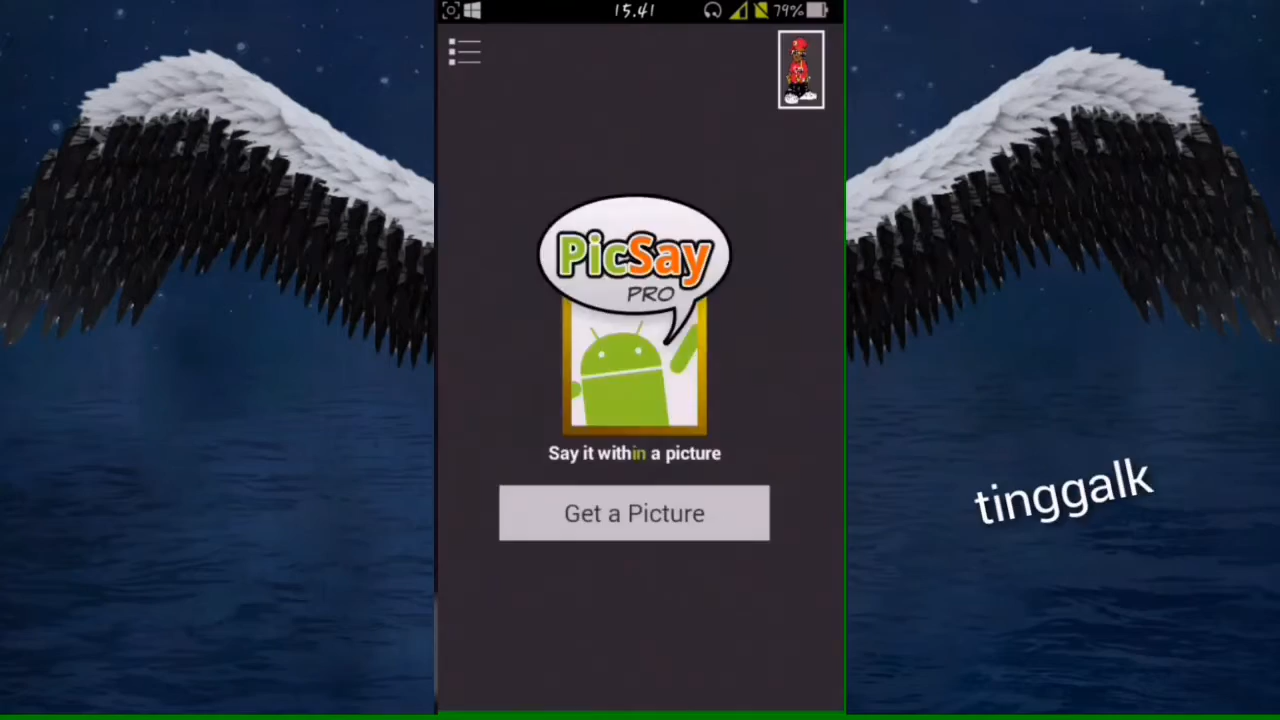 15.41 79%
PicSay
PRO
Say it within a picture
Get a Picture
tinggalk